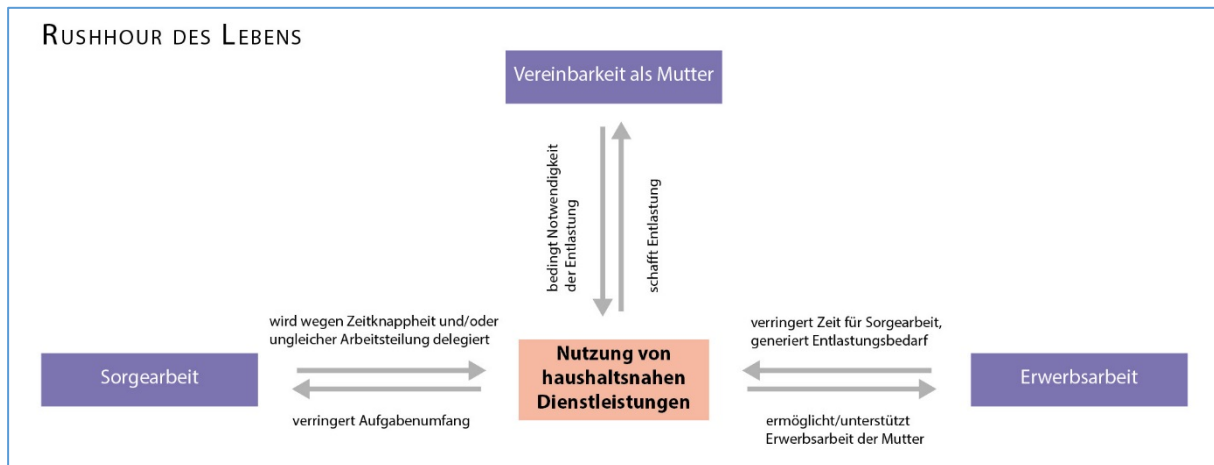 RUSHHOUR DES LEBENS
Vereinbarkeit als Mutter
bedingt Notwendigkeit
der Entlastung
schafft Entlastung
wird wegen Zeitknappheit und/oder
ungleicher Arbeitsteilung delegiert
verringert Zeit für Sorgearbeit,
generiert Entlastungsbedarf
Sorgearbeit
Nutzung von
haushaltsnahen
Dienstleistungen
Erwerbsarbeit
verringert Aufgabenumfang
ermöglicht/unterstützt
Erwerbsarbeit der Mutter